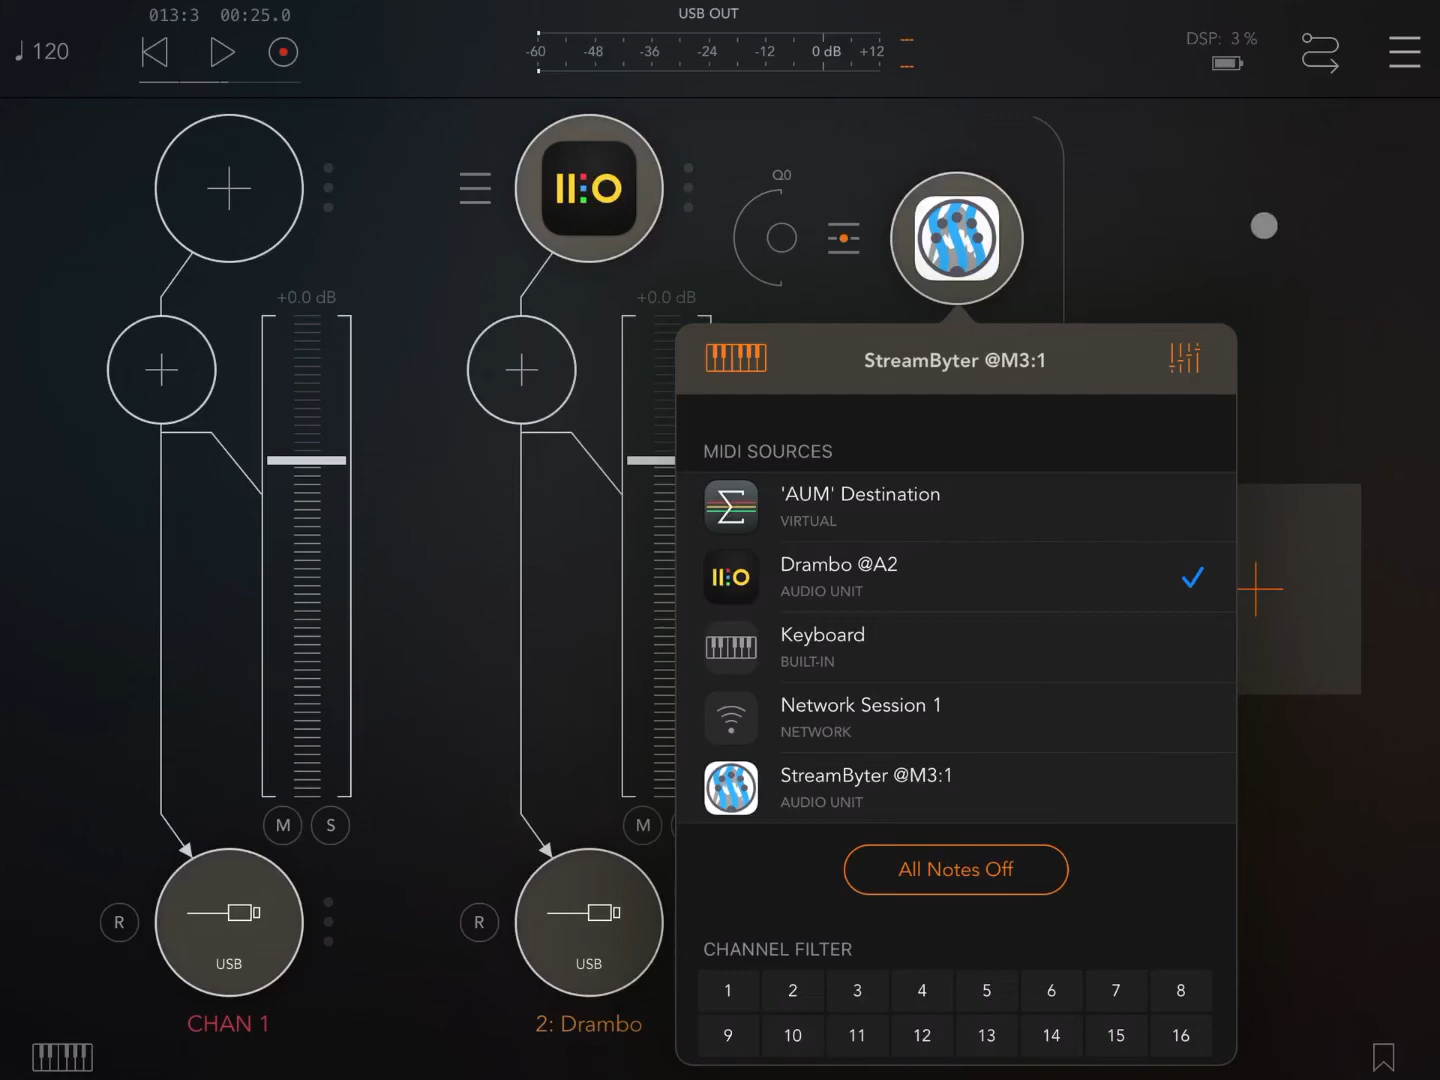 013:3 00:25.0
USB OUT
120
-60 -48 -36 -24 -12 0 dB +12
DSP: 3 %
Q0
+0.0 dB
+0.0 dB
StreamByter @M3:1
MIDI SOURCES
'AUM' Destination
VIRTUAL
Drambo @A2
AUDIO UNIT
Keyboard
BUILT-IN
Network Session 1
NETWORK
StreamByter @M3:1
AUDIO UNIT
M S
M
All Notes Off
R
R
USB
USB
CHANNEL FILTER
1 2 3 4 5 6 7 8
9 10 11 12 13 14 15 16
CHAN 1
2: Drambo